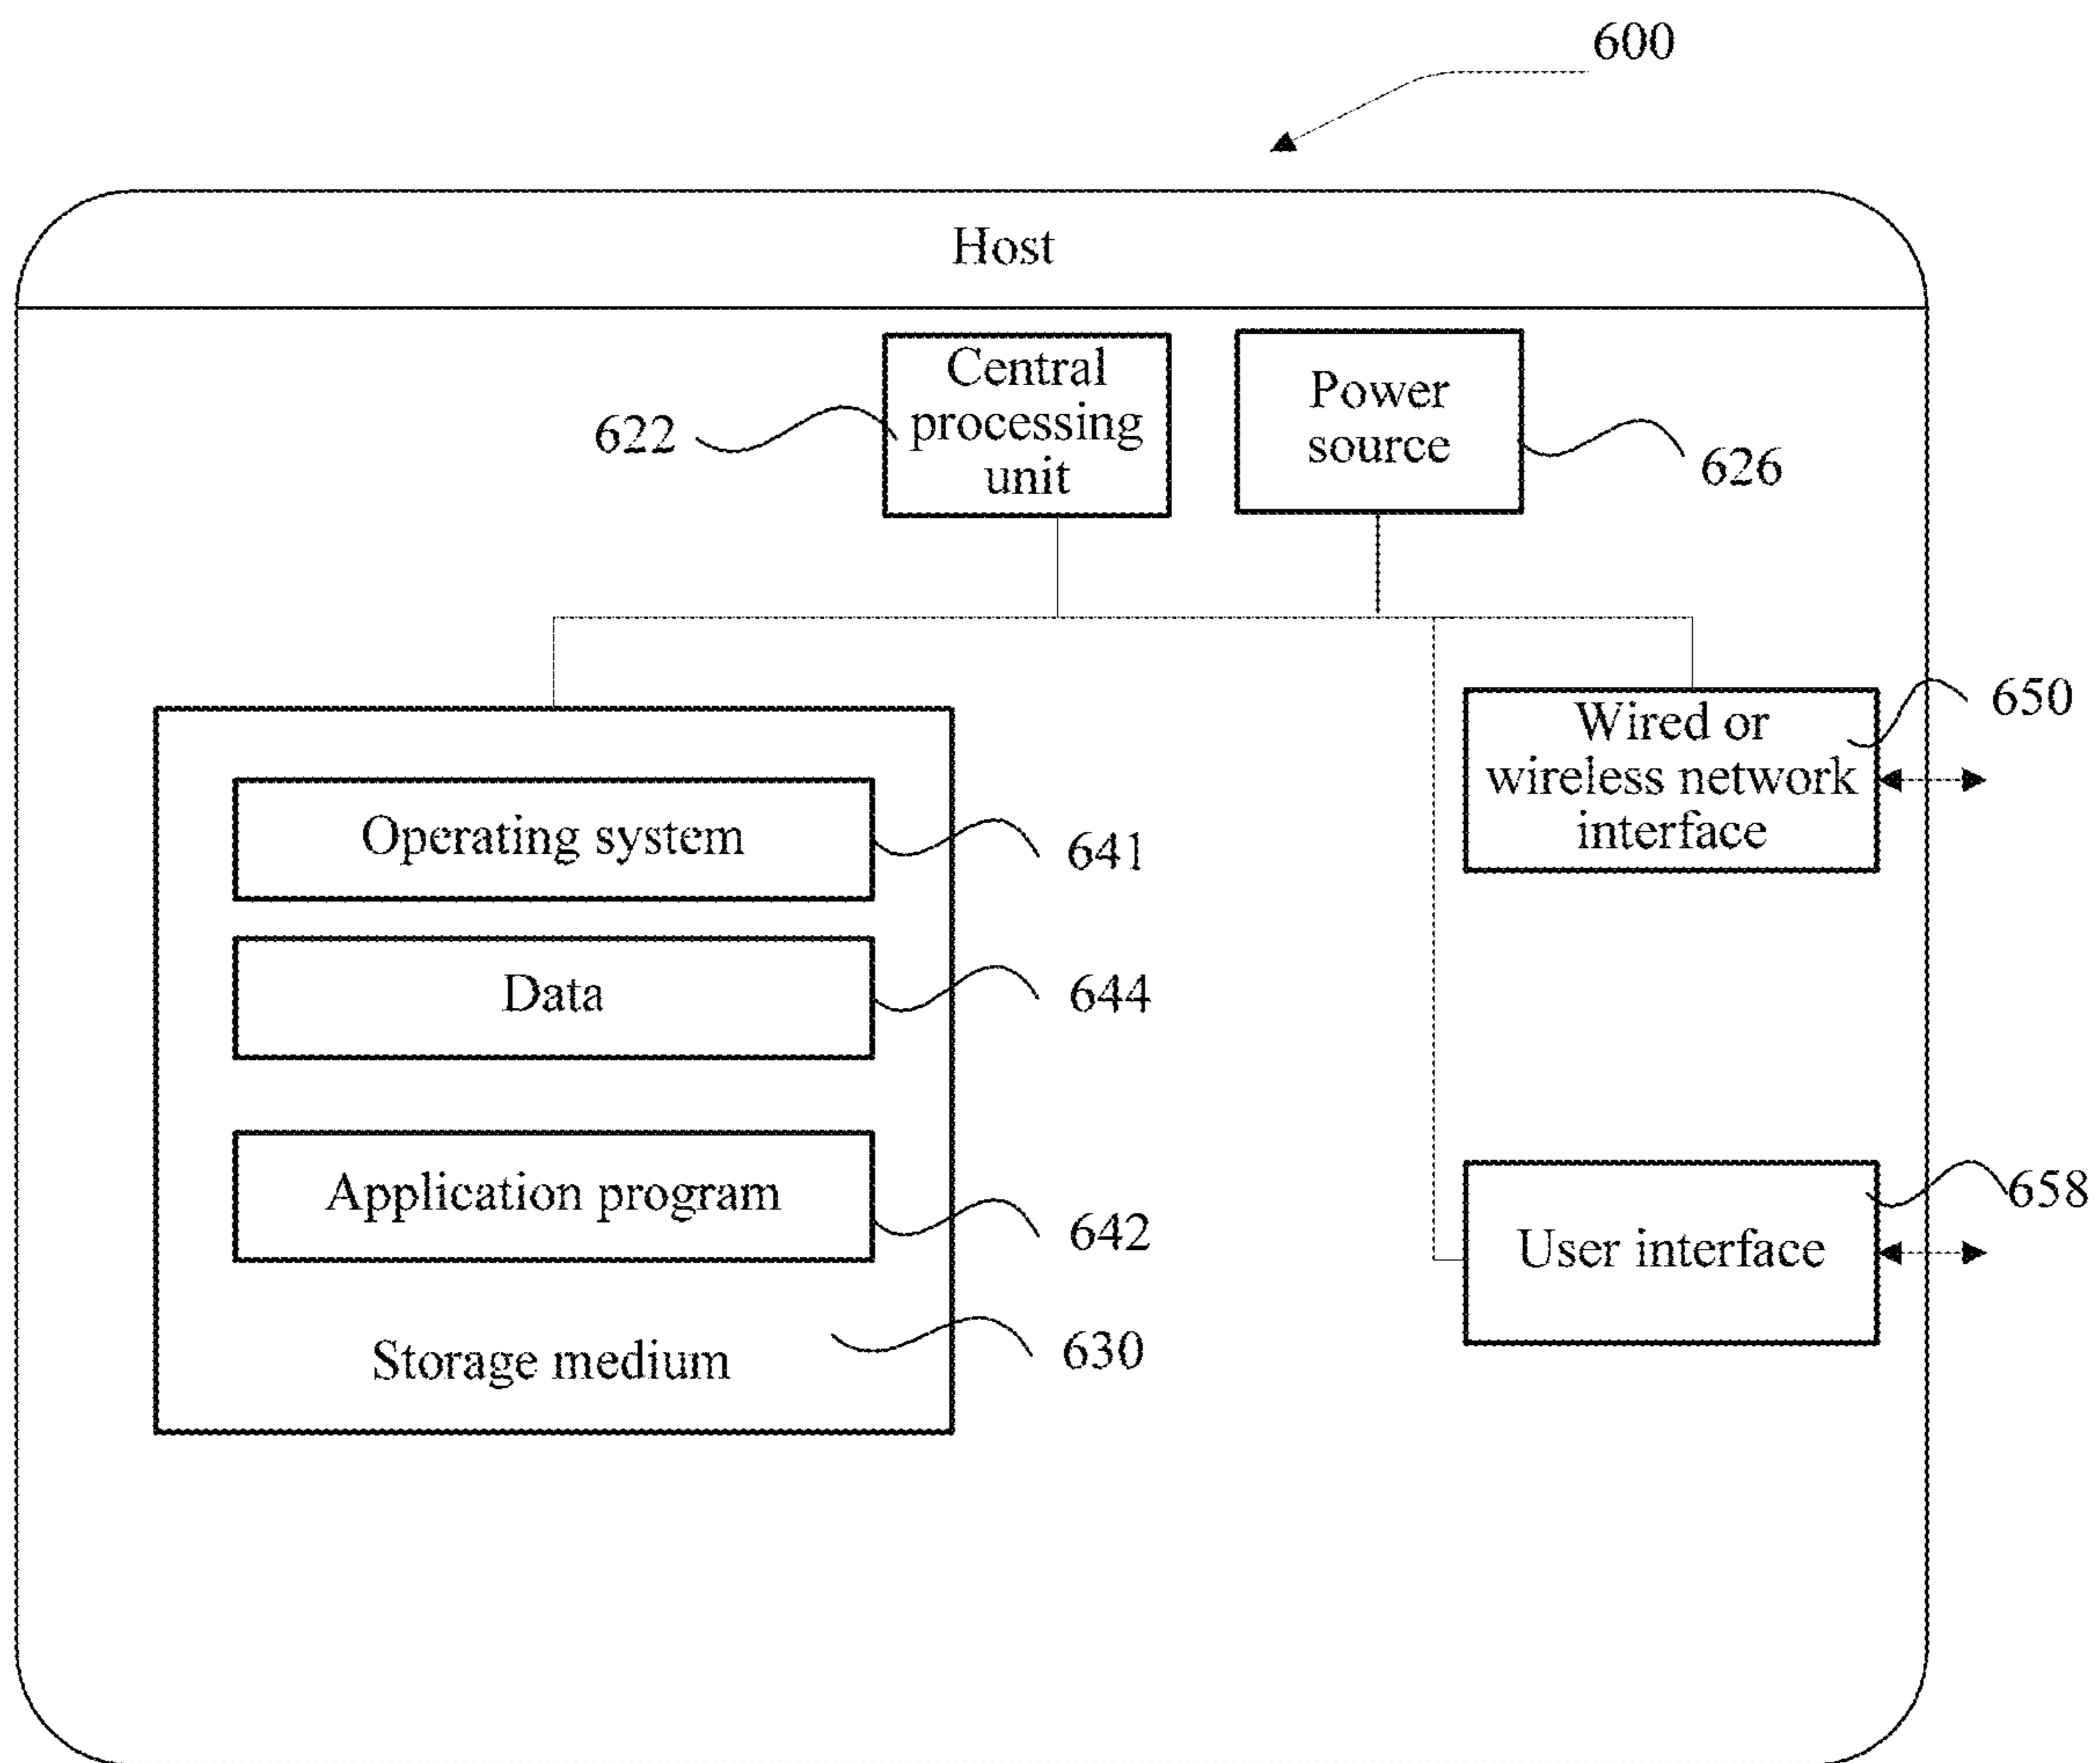 600
Host
Central
processing
unit
622
Power
source
626
Wired or
wireless network
interface
650
Operating system
641
Data
644
Application program
642
Storage medium
630
User interface
658